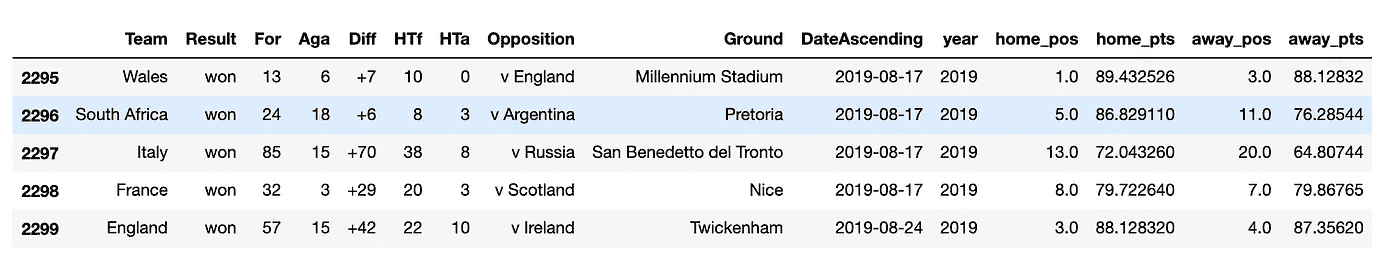 Team Result For Aga Diff HTf HTa Opposition Ground DateAscending year home_pos home_pts away_pos away_pts
2295 Wales won 13 6 +7 10 0 v England Millennium Stadium 2019-08-17 2019 1.0 89.432526 3.0 88.12832
2296 South Africa won 24 18 +6 8 3 v Argentina Pretoria 2019-08-17 2019 5.0 86.829110 11.0 76.28544
2297 Italy won 85 15 +70 38 8 v Russia San Benedetto del Tronto 2019-08-17 2019 13.0 72.043260 20.0 64.80744
2298 France won 32 3 +29 20 3 v Scotland Nice 2019-08-17 2019 8.0 79.722640 7.0 79.86765
2299 England won 57 15 +42 22 10 v Ireland Twickenham 2019-08-24 2019 3.0 88.128320 4.0 87.35620